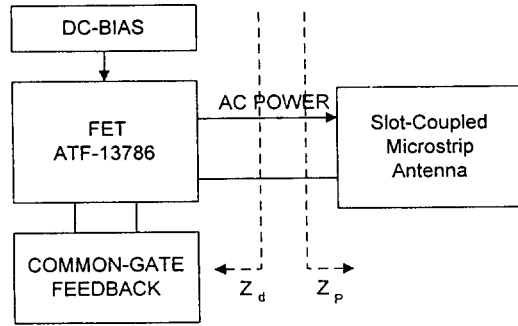 DC-BIAS
FET
ATF-13786
AC POWER
Slot-Coupled
Microstrip
Antenna
COMMON-GATE
FEEDBACK
Z d
Z p